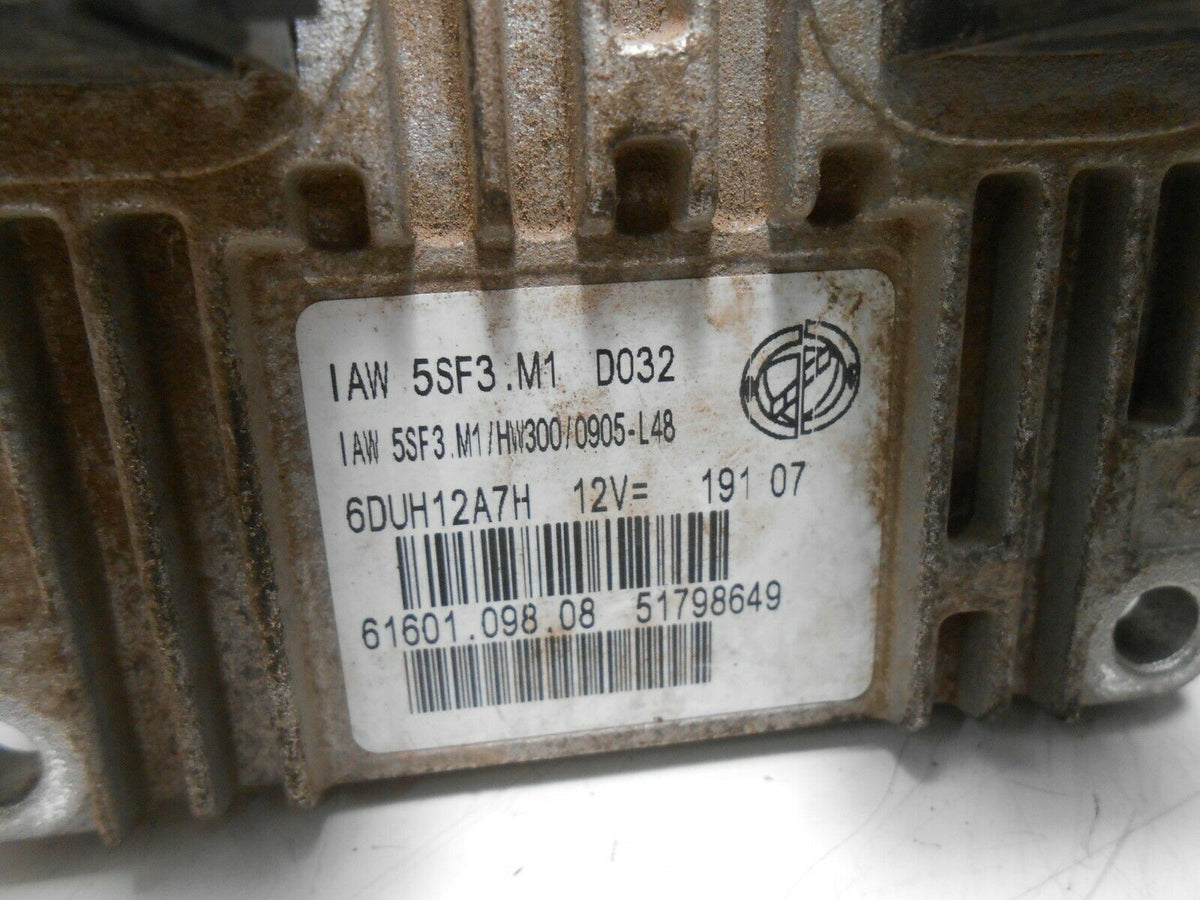 IAW 5SF3.M1 D032
IAW 5SF3.M1/HW300/0905-L48
6DUH12A7H 12V= 191 07
61601.098.08 51798649